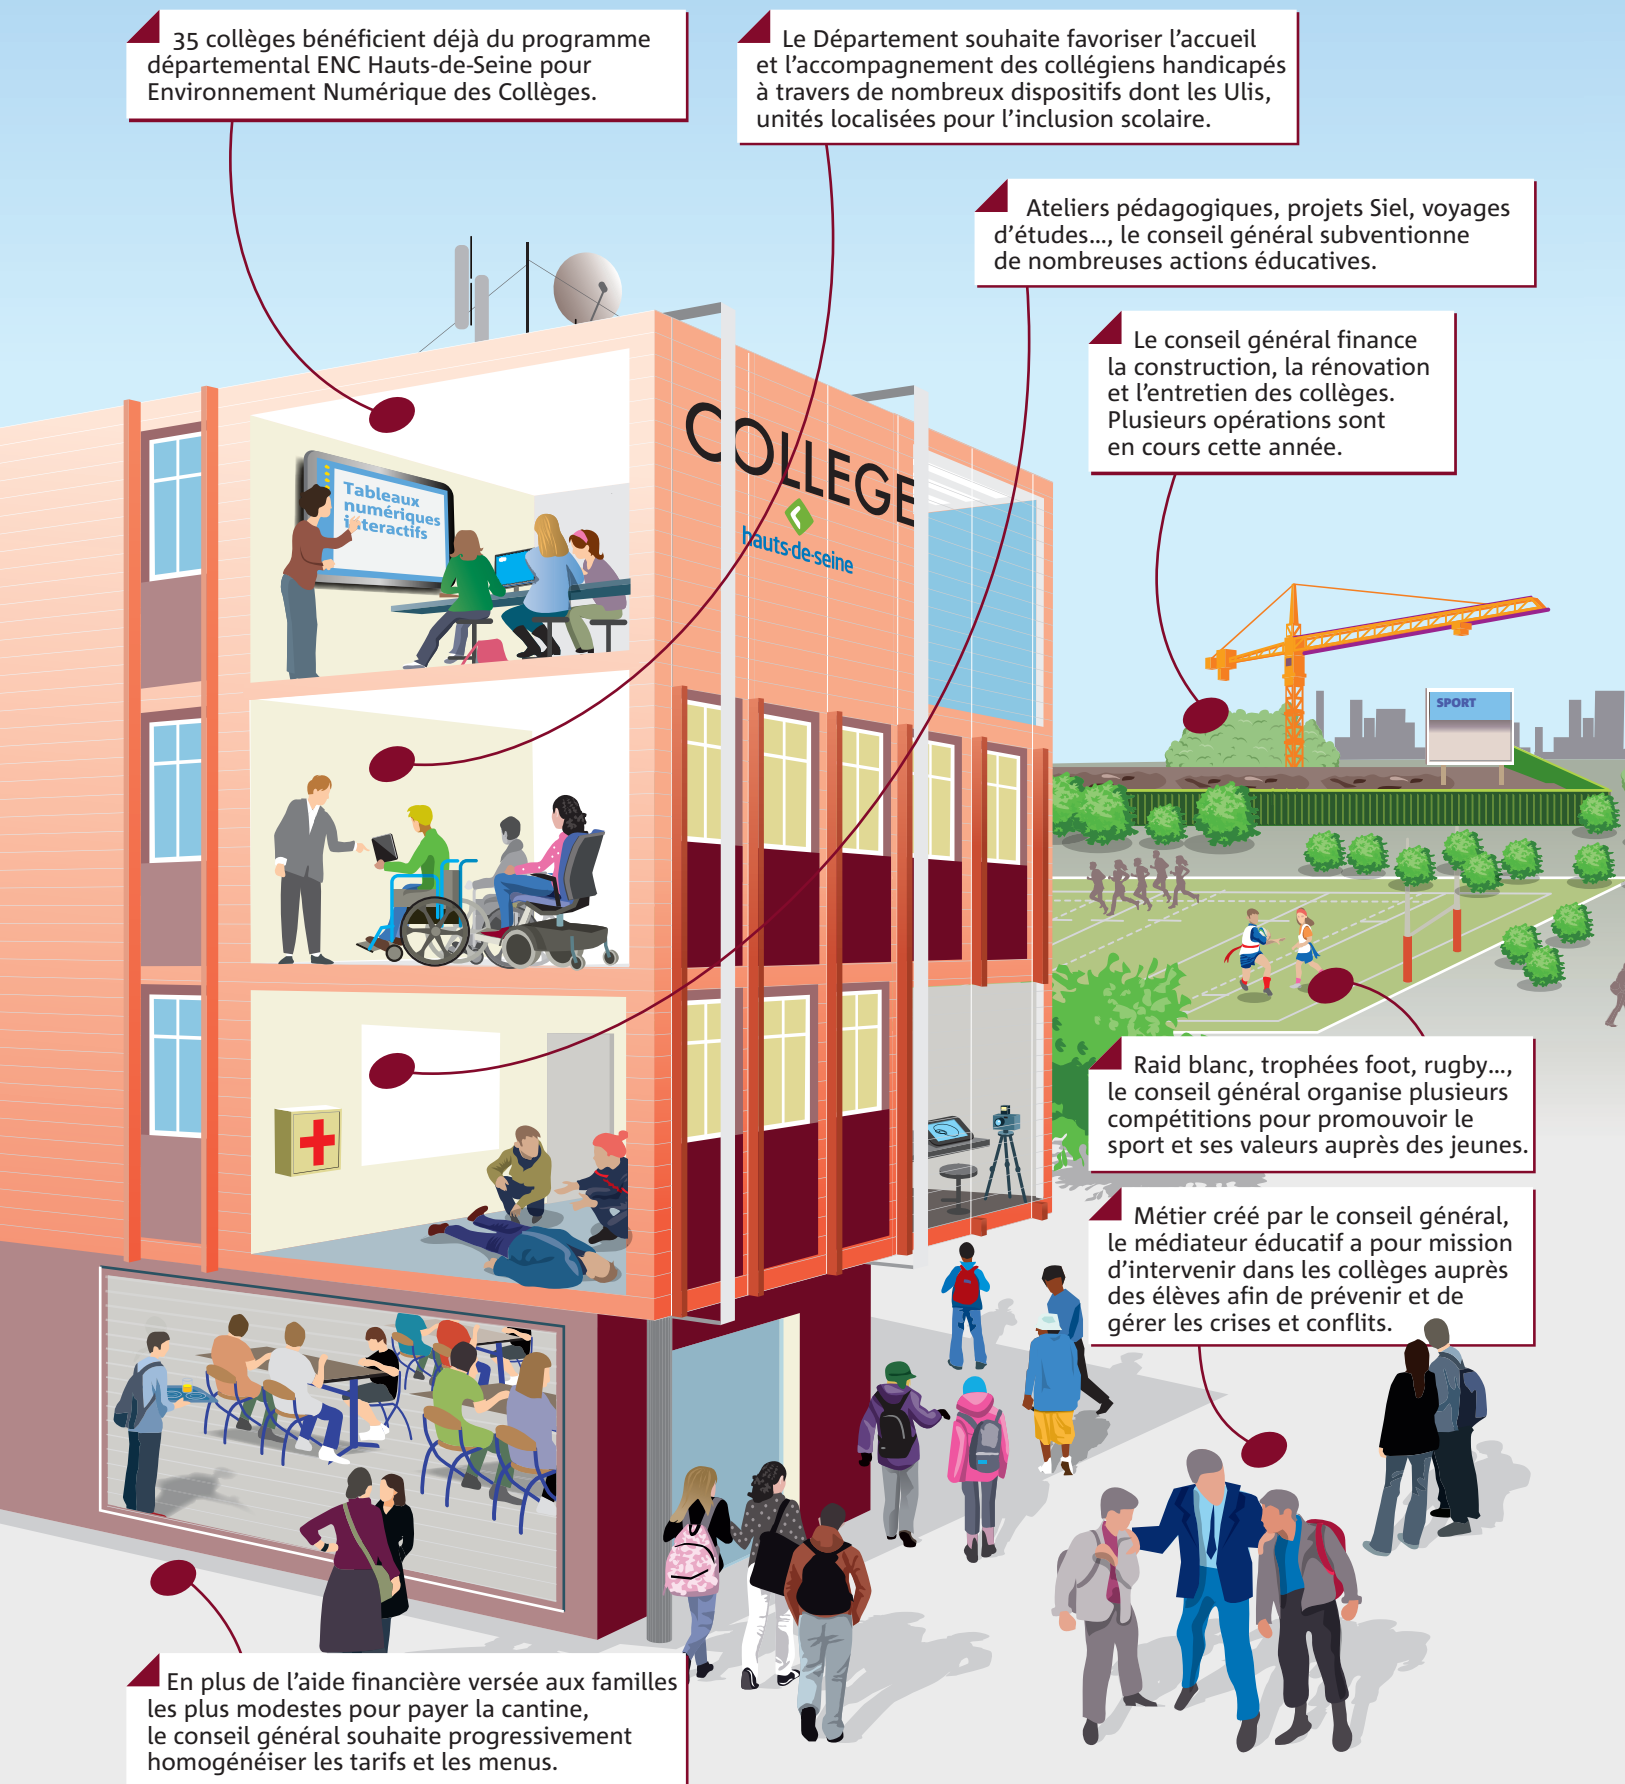 35 collèges bénéficient déjà du programme
départemental ENC Hauts-de-Seine pour
Environnement Numérique des Collèges.
Le Département souhaite favoriser l’accueil
et l’accompagnement des collégiens handicapés
à travers de nombreux dispositifs dont les Ulis,
unités localisées pour l’inclusion scolaire.
Ateliers pédagogiques, projets Siel, voyages
d’études..., le conseil général subventionne
de nombreuses actions éducatives.
Le conseil général finance
la construction, la rénovation
et l’entretien des collèges.
Plusieurs opérations sont
en cours cette année.
COLLEGE
hauts-de-seine
Tableaux
numériques
interactifs
SPORT
Raid blanc, trophées foot, rugby...,
le conseil général organise plusieurs
compétitions pour promouvoir le
sport et ses valeurs auprès des jeunes.
Métier créé par le conseil général,
le médiateur éducatif a pour mission
d’intervenir dans les collèges auprès
des élèves afin de prévenir et de
gérer les crises et conflits.
En plus de l’aide financière versée aux familles
les plus modestes pour payer la cantine,
le conseil général souhaite progressivement
homogénéiser les tarifs et les menus.